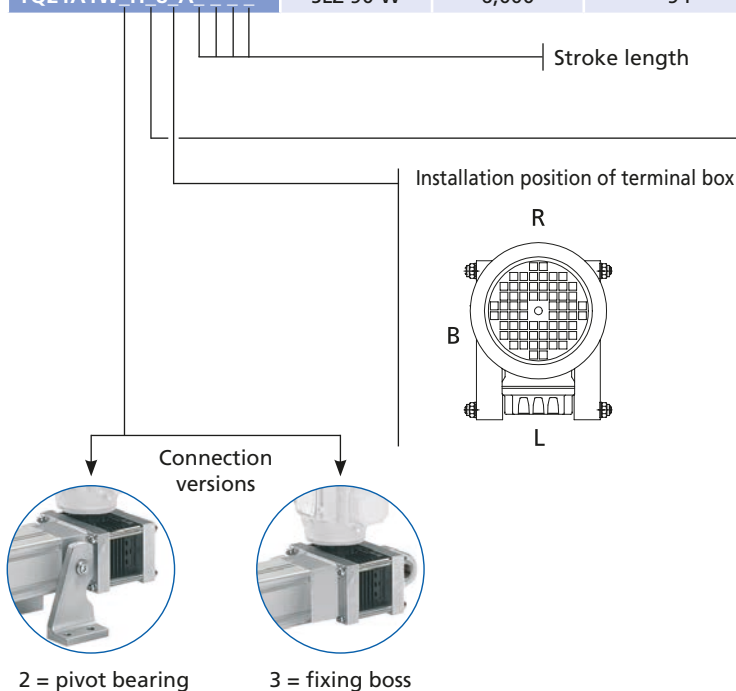 Stroke length
Installation position of terminal box
R
B
L
Connection
versions
2 = pivot bearing
3 = fixing boss